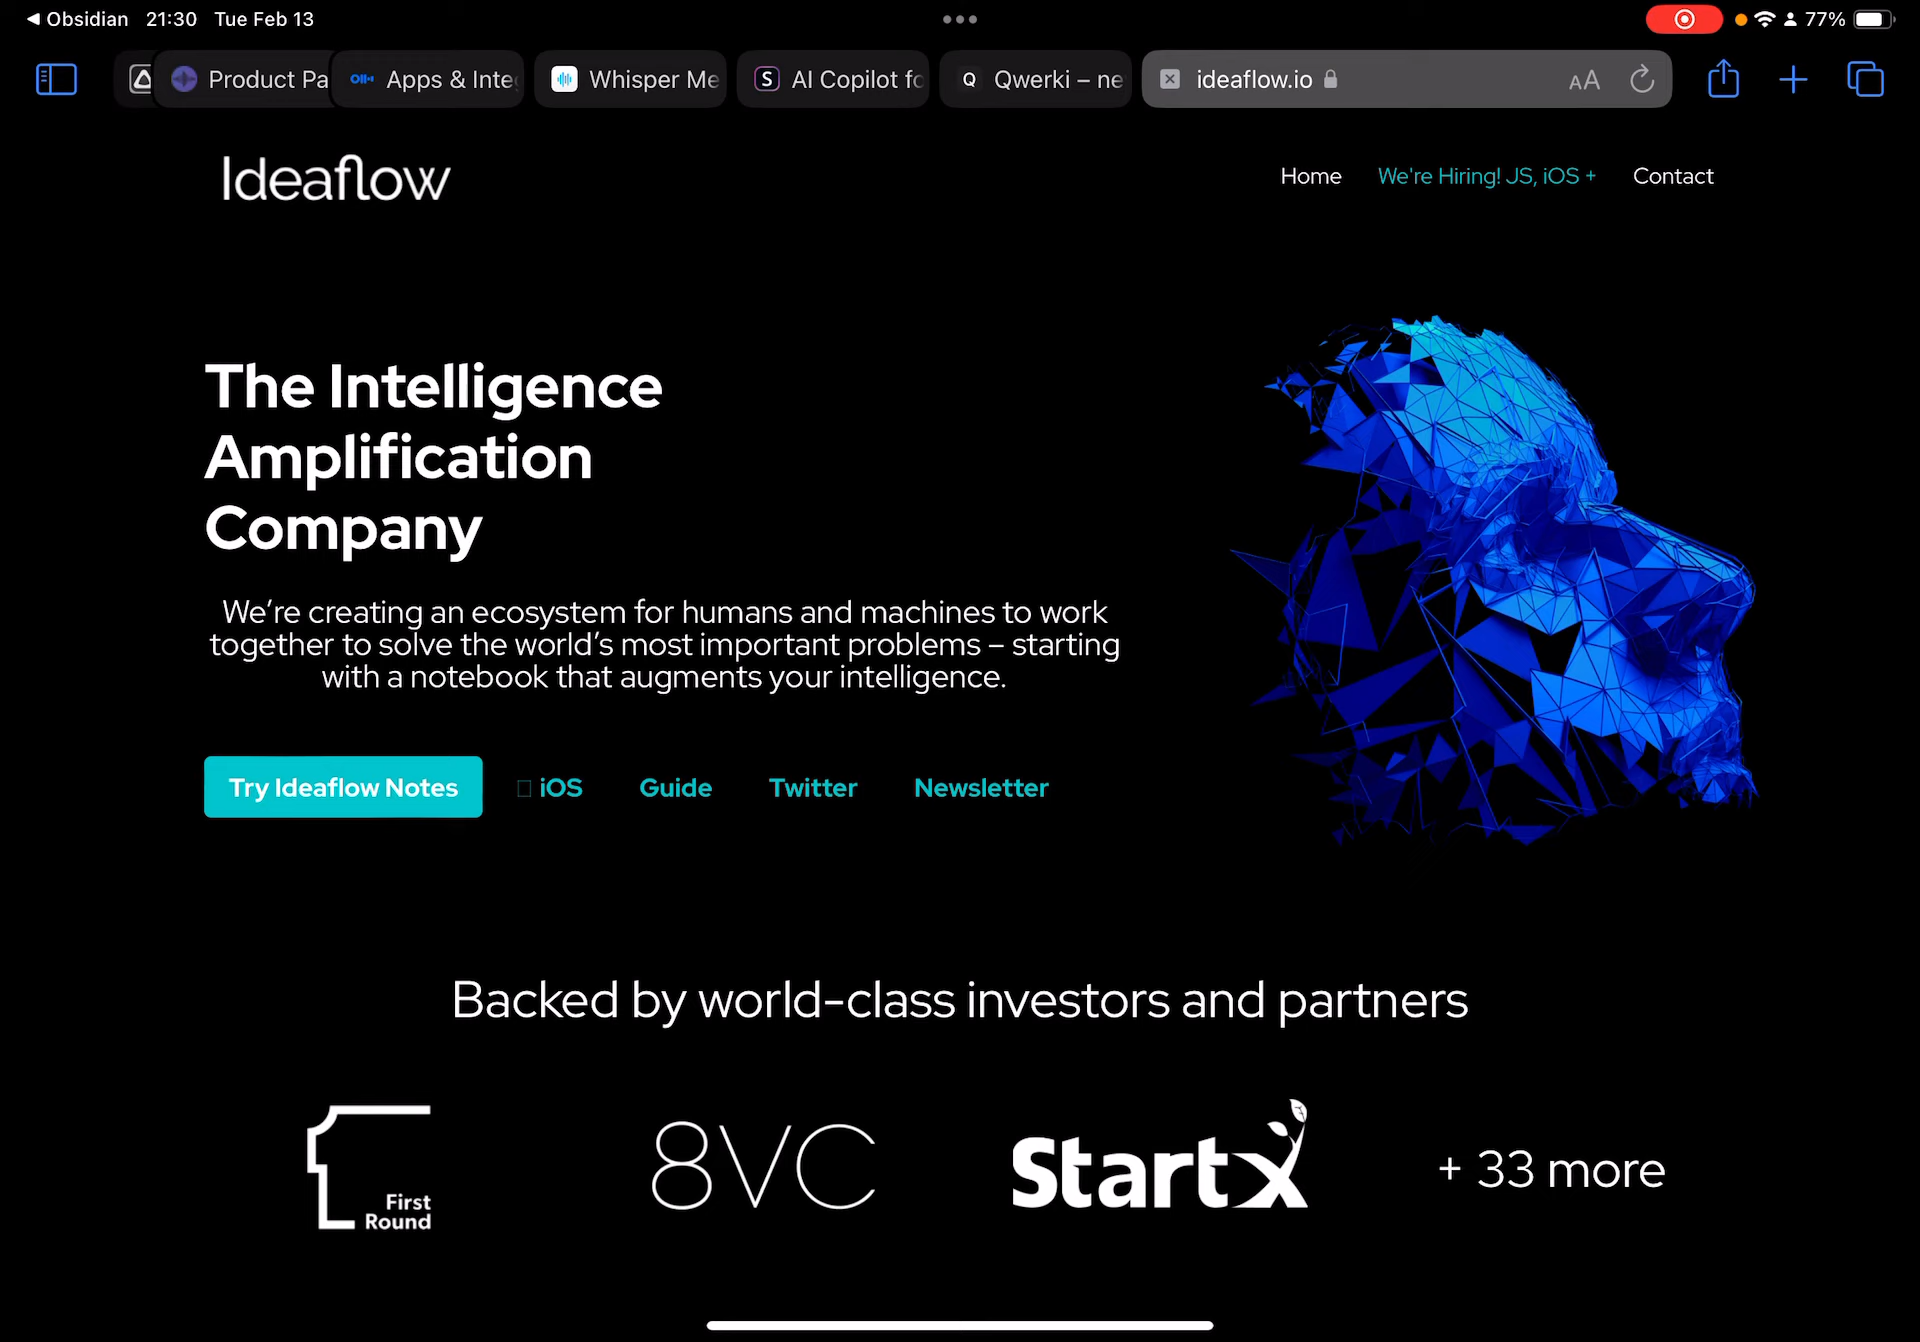 Obsidian 21:30 Tue Feb 13
77%
Product Pa
Apps & Inte
Whisper Me
S AI Copilot fo
Q Qwerki – ne
ideaflow.io
AA
Ideaflow
Home We're Hiring! JS, iOS + Contact
The Intelligence
Amplification
Company
We’re creating an ecosystem for humans and machines to work
together to solve the world’s most important problems – starting
with a notebook that augments your intelligence.
Try Ideaflow Notes iOS Guide Twitter Newsletter
Backed by world-class investors and partners
First
Round
8VC
StartX
+ 33 more